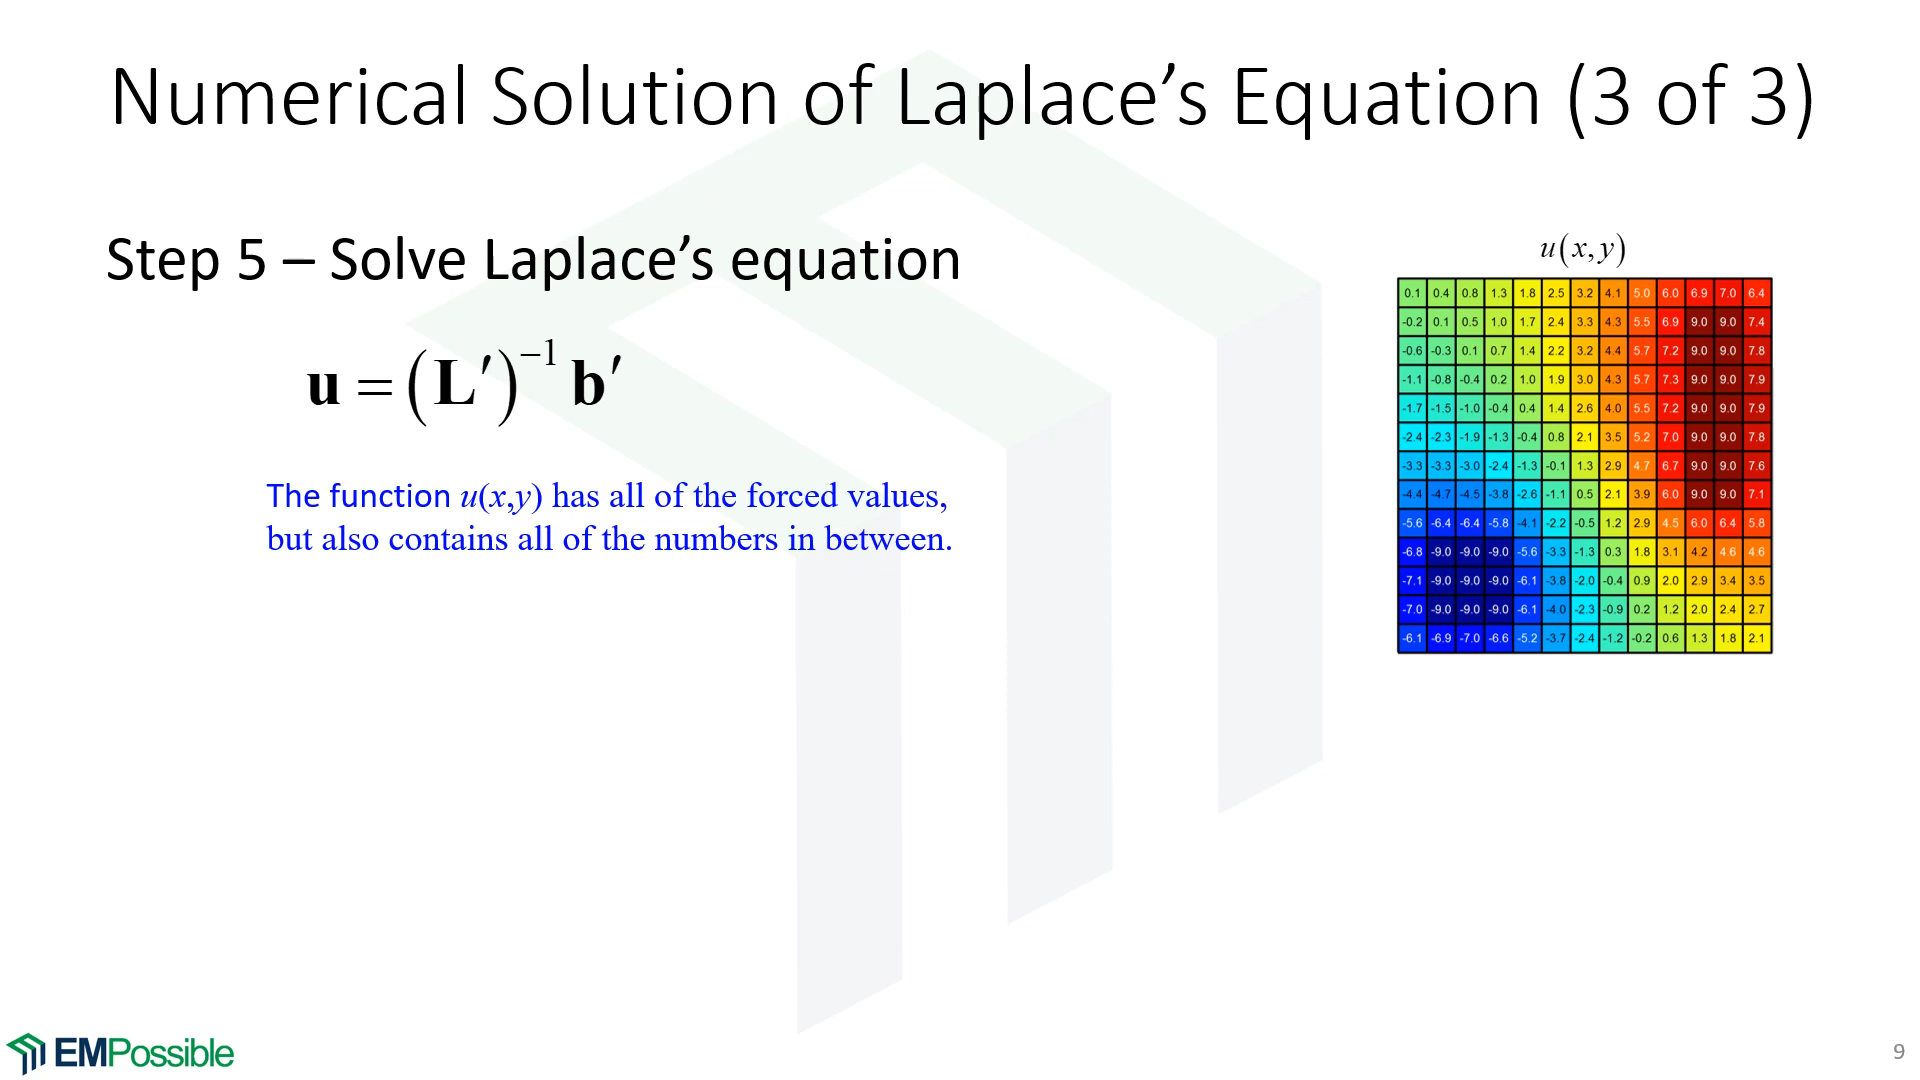 Numerical Solution of Laplace’s Equation (3 of 3)
Step 5 – Solve Laplace’s equation
u = (L′)⁻¹ b′
The function u(x,y) has all of the forced values,
but also contains all of the numbers in between.
u(x,y)
0.1 0.4 0.8 1.3 1.8 2.5 3.2 4.1 5.0 6.0 6.9 7.0 6.4
-0.2 0.1 0.5 1.0 1.7 2.4 3.3 4.3 5.5 6.9 9.0 9.0 7.4
-0.6 -0.3 0.1 0.7 1.4 2.2 3.2 4.4 5.7 7.2 9.0 9.0 7.8
-1.1 -0.8 -0.4 0.2 1.0 1.9 3.0 4.3 5.7 7.3 9.0 9.0 7.9
-1.7 -1.5 -1.0 -0.4 0.4 1.4 2.6 4.0 5.5 7.2 9.0 9.0 7.9
-2.4 -2.3 -1.9 -1.3 -0.4 0.8 2.1 3.5 5.2 7.0 9.0 9.0 7.8
-3.3 -3.3 -3.0 -2.4 -1.3 -0.1 1.3 2.9 4.7 6.7 9.0 9.0 7.6
-4.4 -4.7 -4.5 -3.8 -2.6 -1.1 0.5 2.1 3.9 6.0 9.0 9.0 7.1
-5.6 -6.4 -6.4 -5.8 -4.1 -2.2 -0.5 1.2 2.9 4.5 6.0 6.4 5.8
-6.8 -9.0 -9.0 -9.0 -5.6 -3.3 -1.3 0.3 1.8 3.1 4.2 4.6 4.6
-7.1 -9.0 -9.0 -9.0 -6.1 -3.8 -2.0 -0.4 0.9 2.0 2.9 3.4 3.5
-7.0 -9.0 -9.0 -9.0 -6.1 -4.0 -2.3 -0.9 0.2 1.2 2.0 2.4 2.7
-6.1 -6.9 -7.0 -6.6 -5.2 -3.7 -2.4 -1.2 -0.2 0.6 1.3 1.8 2.1
EMPossible
9